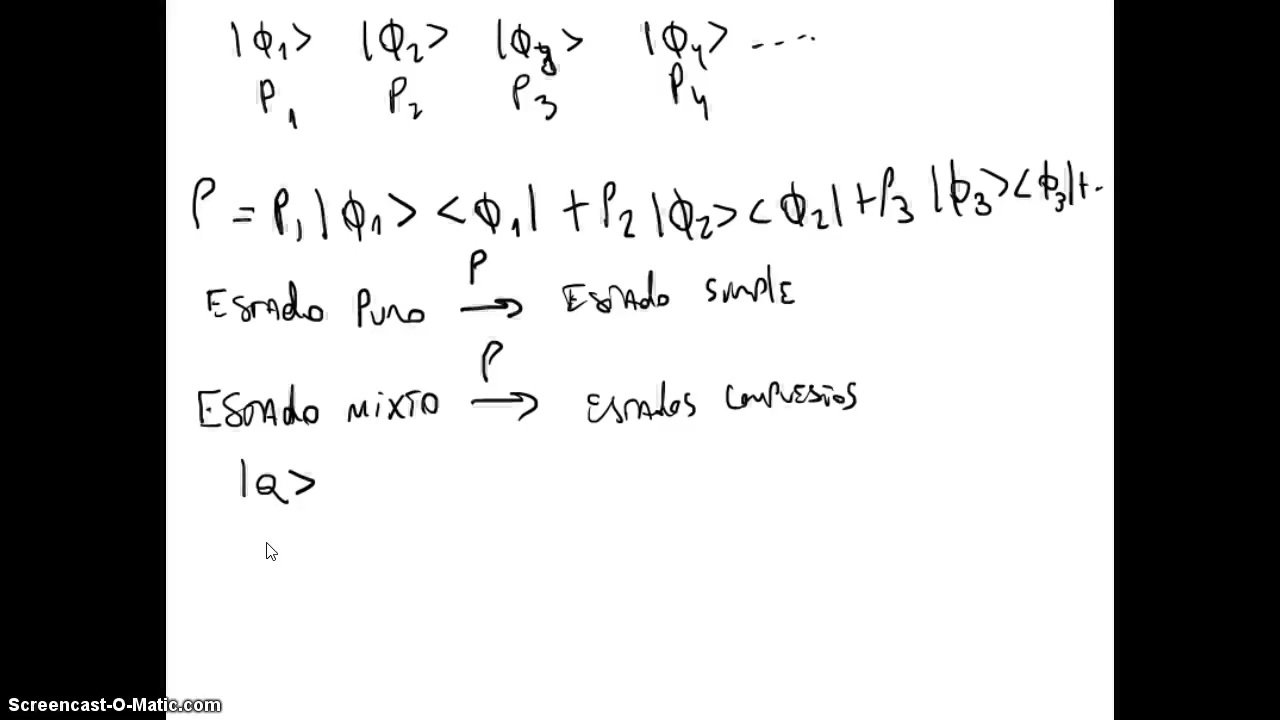 |Φ₁> |Φ₂> |Φ₃> |Φ₄> ....
P₁ P₂ P₃ P₄
ρ = P₁|Φ₁><Φ₁| + P₂|Φ₂><Φ₂| + P₃|Φ₃><Φ₃|+..
ρ
Estado Puro → Estado simple
ρ
Estado mixto → Estados compuestos
|a>
Screencast-O-Matic.com